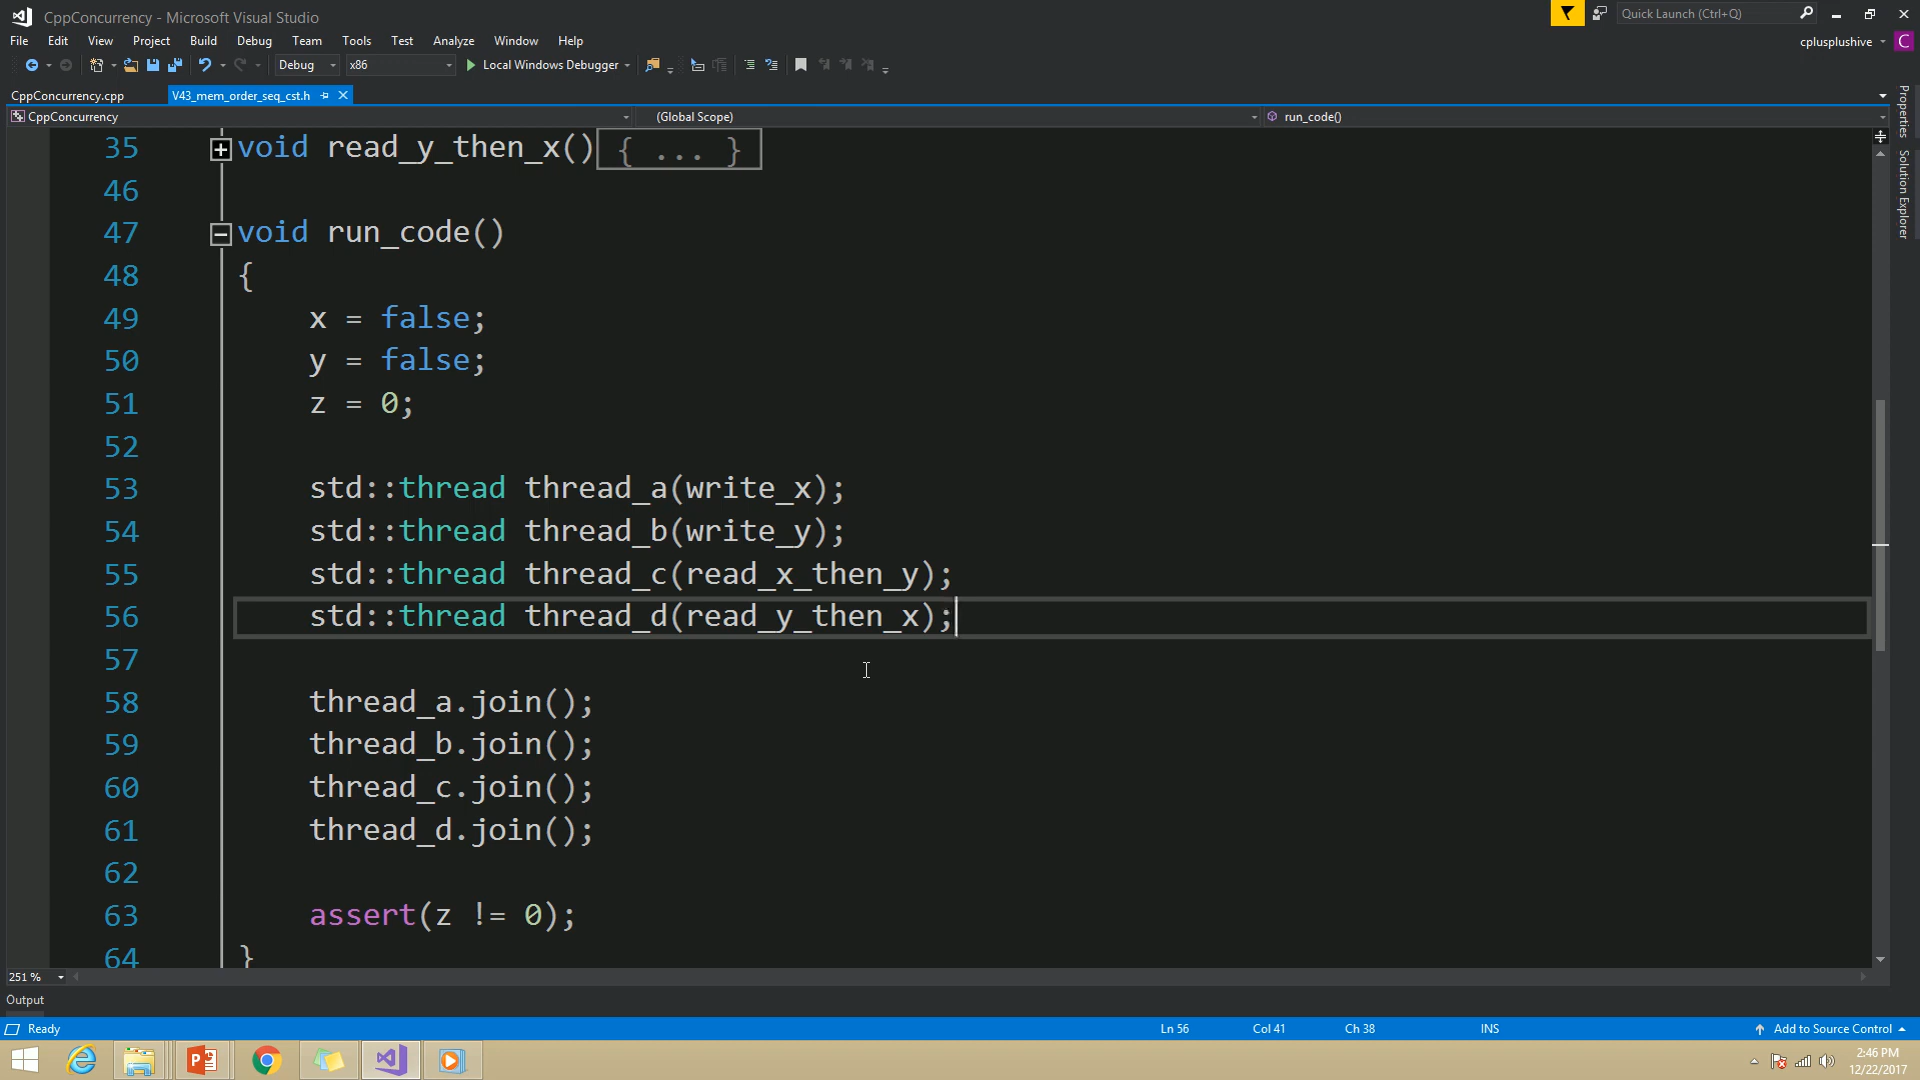 CppConcurrency - Microsoft Visual Studio
Quick Launch (Ctrl+Q)
File Edit View Project Build Debug Team Tools Test Analyze Window Help
cplusplushive C
Debug x86 Local Windows Debugger
CppConcurrency.cpp V43_mem_order_seq_cst.h
CppConcurrency (Global Scope) run_code()
Properties
Solution Explorer
35 void read_y_then_x() { ... }
46
47 void run_code()
48 {
49 x = false;
50 y = false;
51 z = 0;
52
53 std::thread thread_a(write_x);
54 std::thread thread_b(write_y);
55 std::thread thread_c(read_x_then_y);
56 std::thread thread_d(read_y_then_x);
57
58 thread_a.join();
59 thread_b.join();
60 thread_c.join();
61 thread_d.join();
62
63 assert(z != 0);
64 }
251 %
Output
Ready Ln 56 Col 41 Ch 38 INS Add to Source Control
2:46 PM
12/22/2017